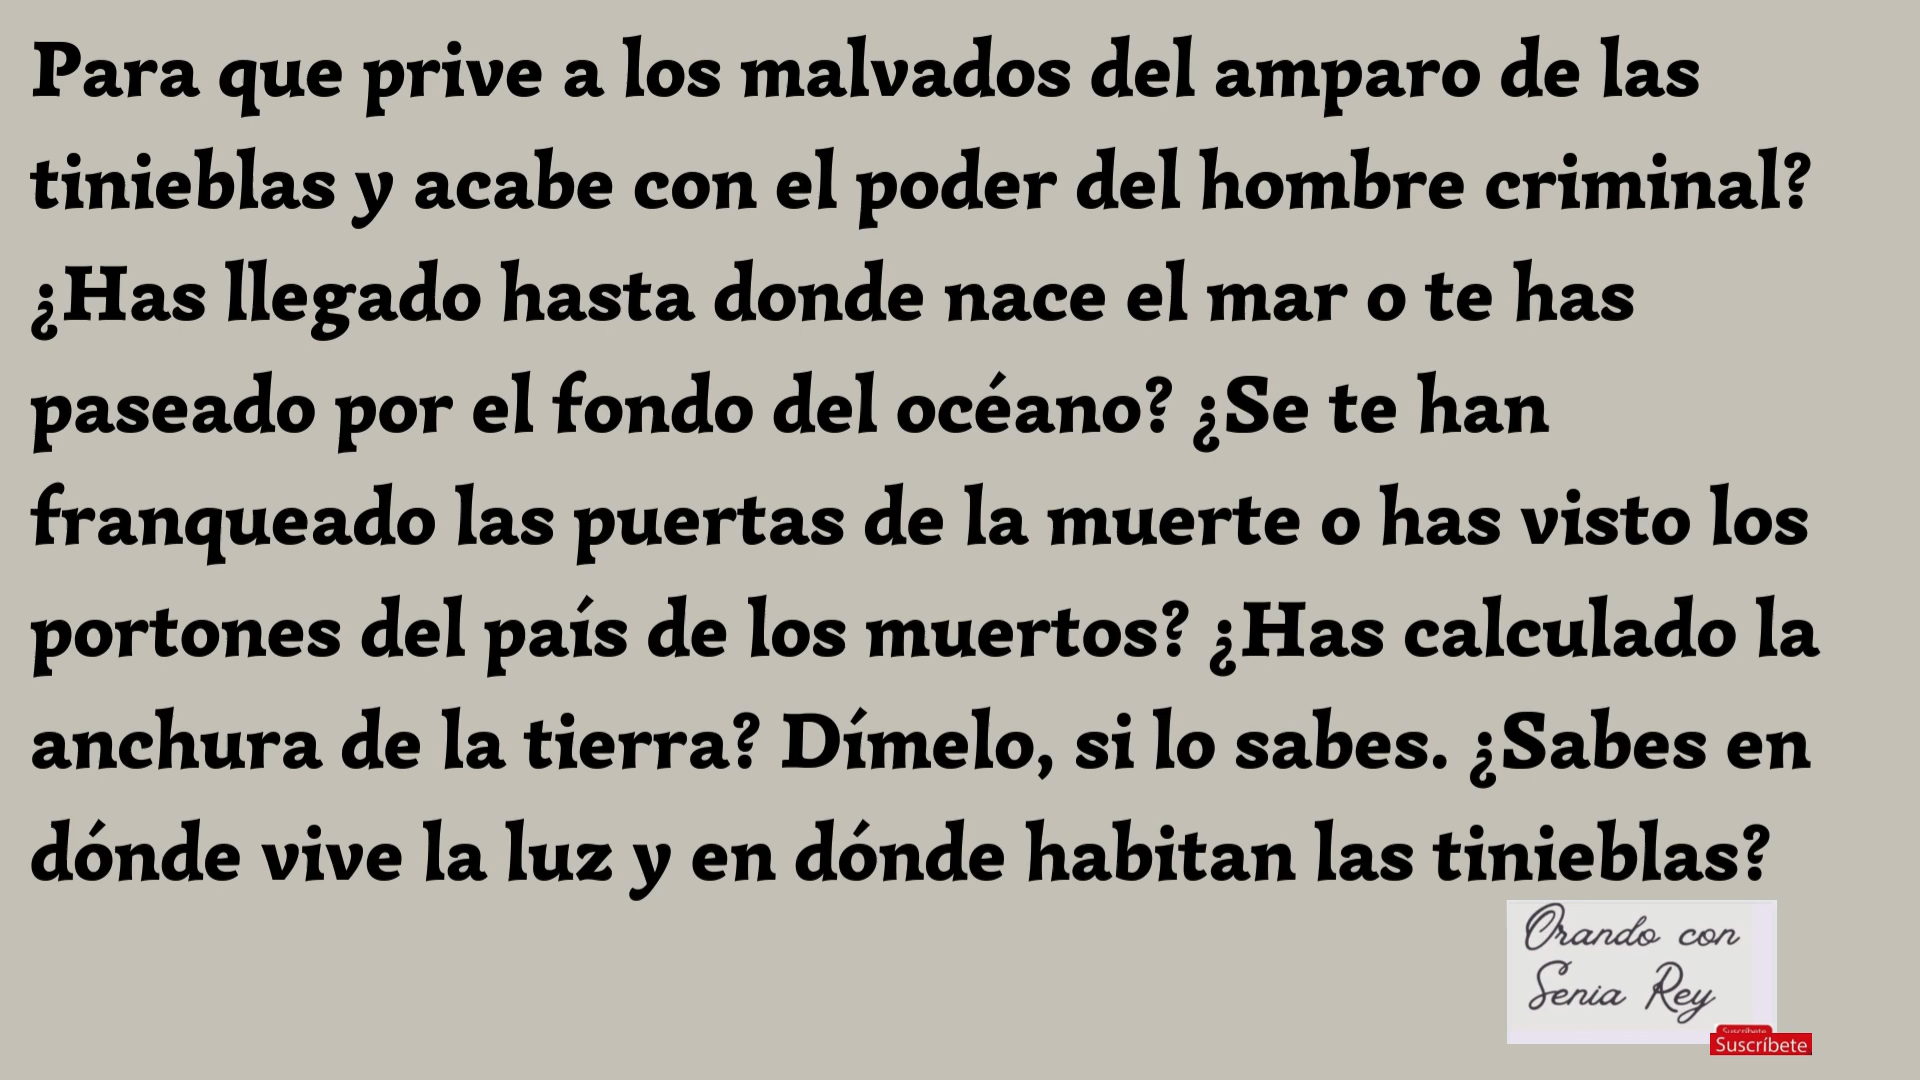 Para que prive a los malvados del amparo de las
tinieblas y acabe con el poder del hombre criminal?
¿Has llegado hasta donde nace el mar o te has
paseado por el fondo del océano? ¿Se te han
franqueado las puertas de la muerte o has visto los
portones del país de los muertos? ¿Has calculado la
anchura de la tierra? Dímelo, si lo sabes. ¿Sabes en
dónde vive la luz y en dónde habitan las tinieblas?
Orando con
Senia Rey
Suscríbete
Suscríbete